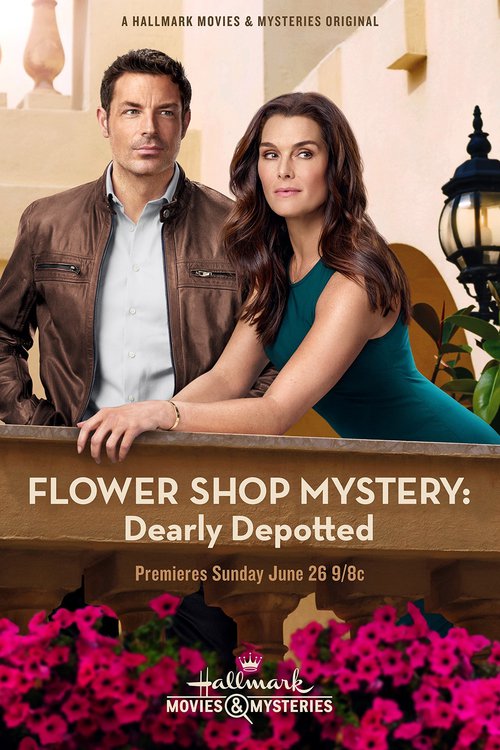 A HALLMARK MOVIES & MYSTERIES ORIGINAL
FLOWER SHOP MYSTERY:
Dearly Depotted
Premieres Sunday June 26 9/8c
Hallmark
MOVIES & MYSTERIES